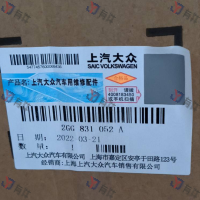 上汽大众
SAIC VOLKSWAGEN
产品名: 上汽大众汽车用维修配件
2GG 831 052 A
日期: 2022-03-21
数量: 1
上海大众汽车有限公司 上海市嘉定区安亭于田路123号
经销商: 上海上汽大众汽车销售有限公司